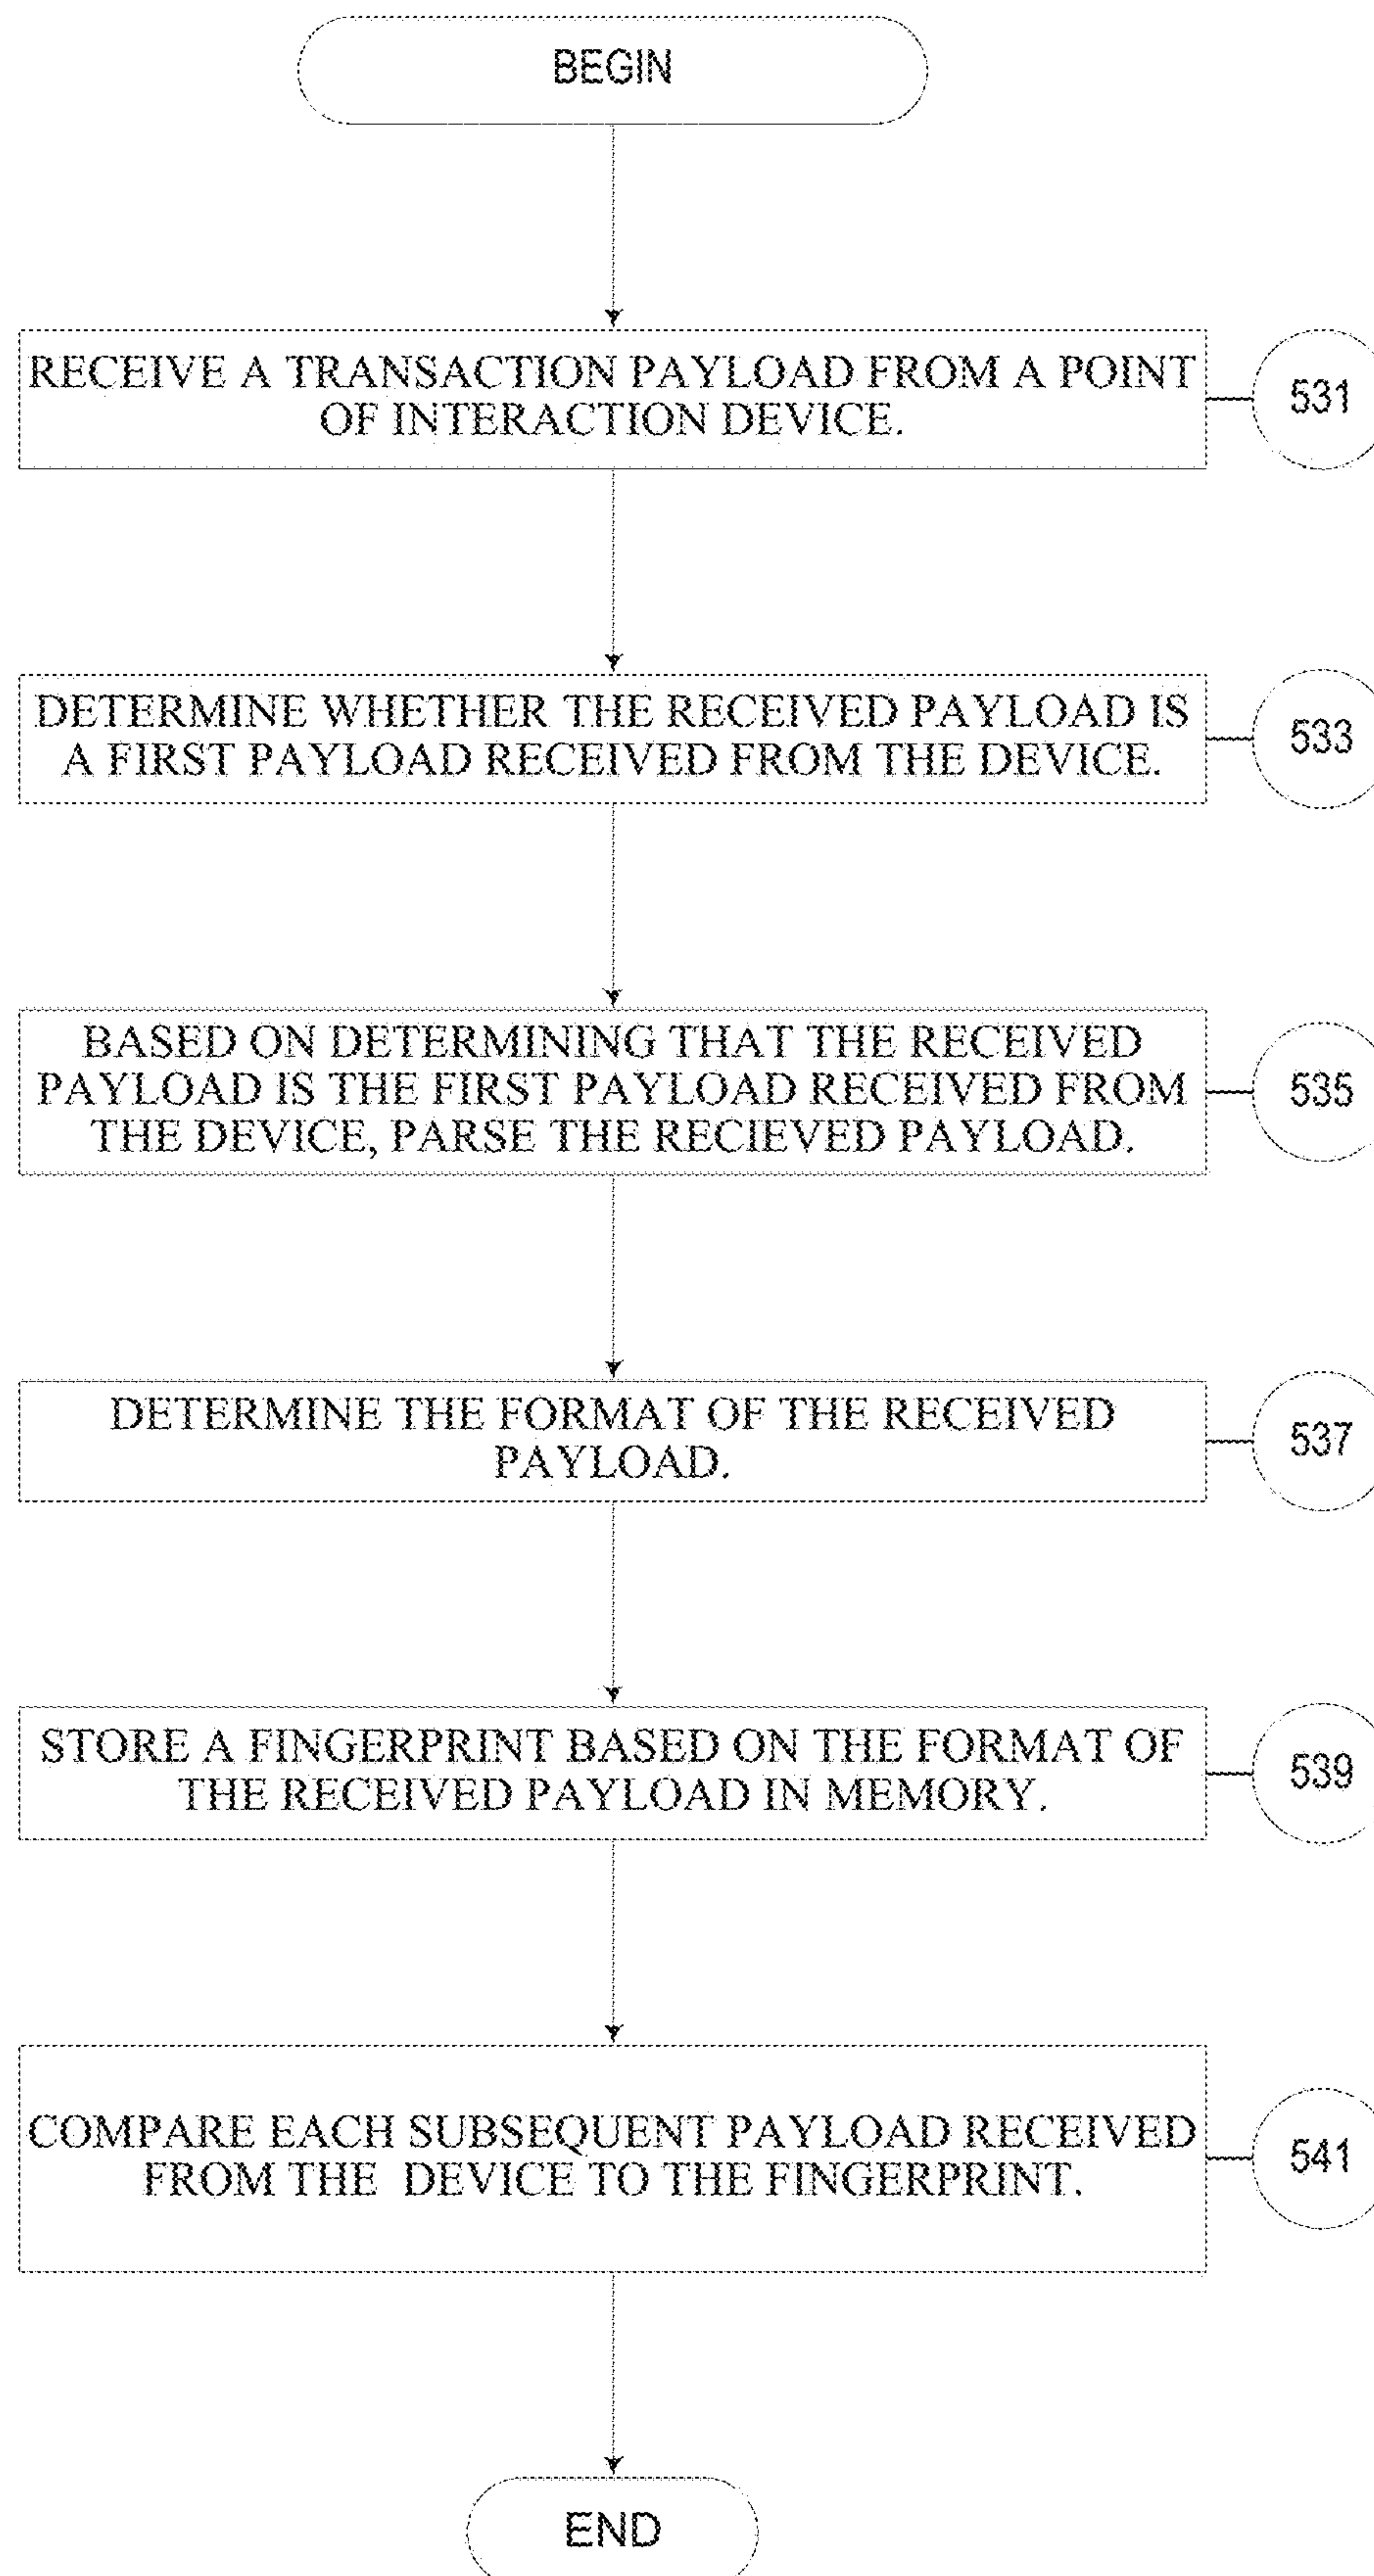 BEGIN
RECEIVE A TRANSACTION PAYLOAD FROM A POINT
OF INTERACTION DEVICE.
531
DETERMINE WHETHER THE RECEIVED PAYLOAD IS
A FIRST PAYLOAD RECEIVED FROM THE DEVICE.
533
BASED ON DETERMINING THAT THE RECEIVED
PAYLOAD IS THE FIRST PAYLOAD RECEIVED FROM
THE DEVICE, PARSE THE RECIEVED PAYLOAD.
535
DETERMINE THE FORMAT OF THE RECEIVED
PAYLOAD.
537
STORE A FINGERPRINT BASED ON THE FORMAT OF
THE RECEIVED PAYLOAD IN MEMORY.
539
COMPARE EACH SUBSEQUENT PAYLOAD RECEIVED
FROM THE DEVICE TO THE FINGERPRINT.
541
END